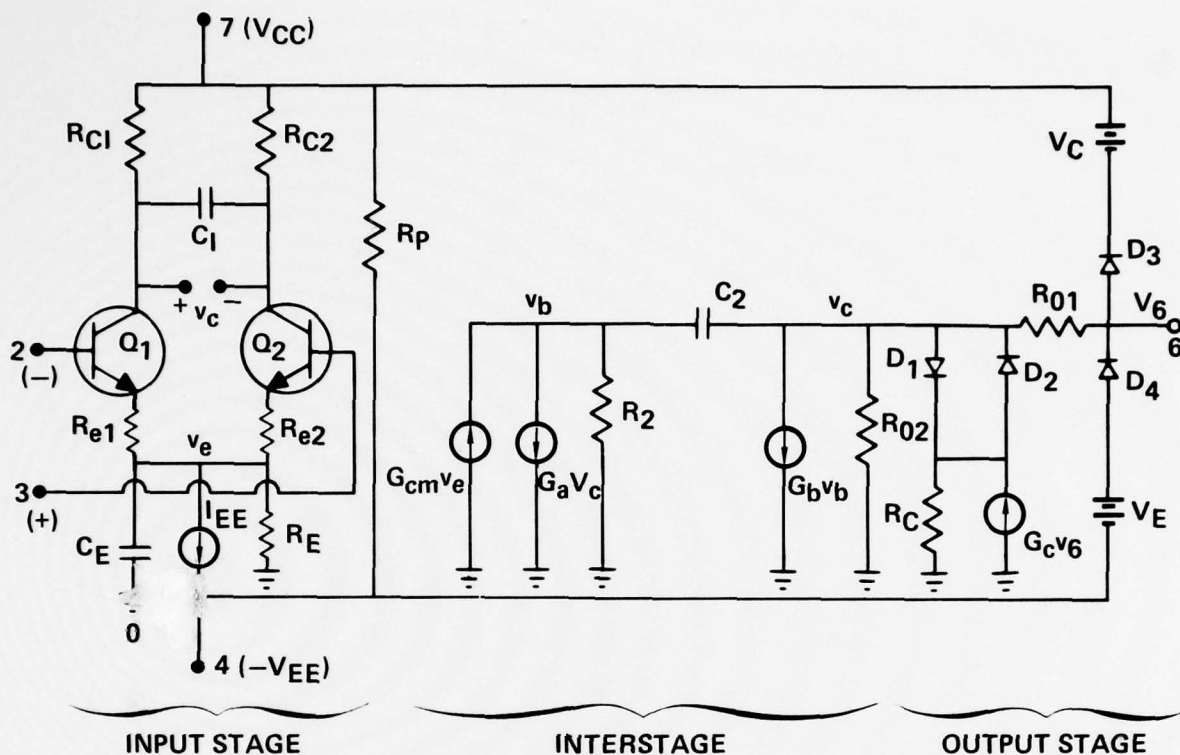 7 (VCC)
RC1
RC2
C1
RP
+ vc -
2
(-)
Q1
Q2
Re1
Re2
ve
3
(+)
IEE
CE
RE
0
4 (-VEE)
INPUT STAGE
vb
C2
vc
Gcmve
GaVc
R2
Gbvb
R02
INTERSTAGE
VC
D3
R01
V6
6
D1
D2
D4
RC
Gcv6
VE
OUTPUT STAGE